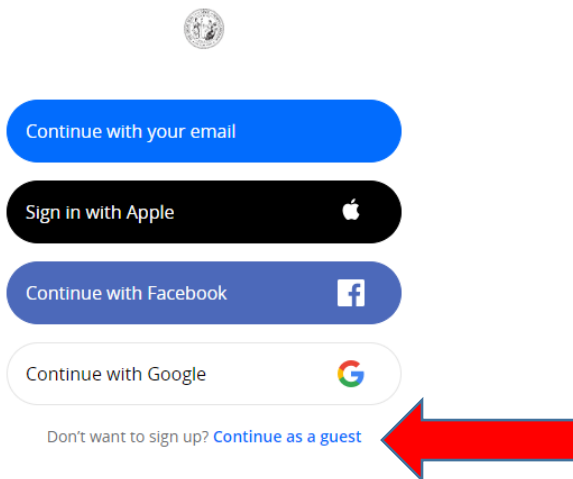 Continue with your email
Sign in with Apple
Continue with Facebook
Continue with Google
Don't want to sign up? Continue as a guest